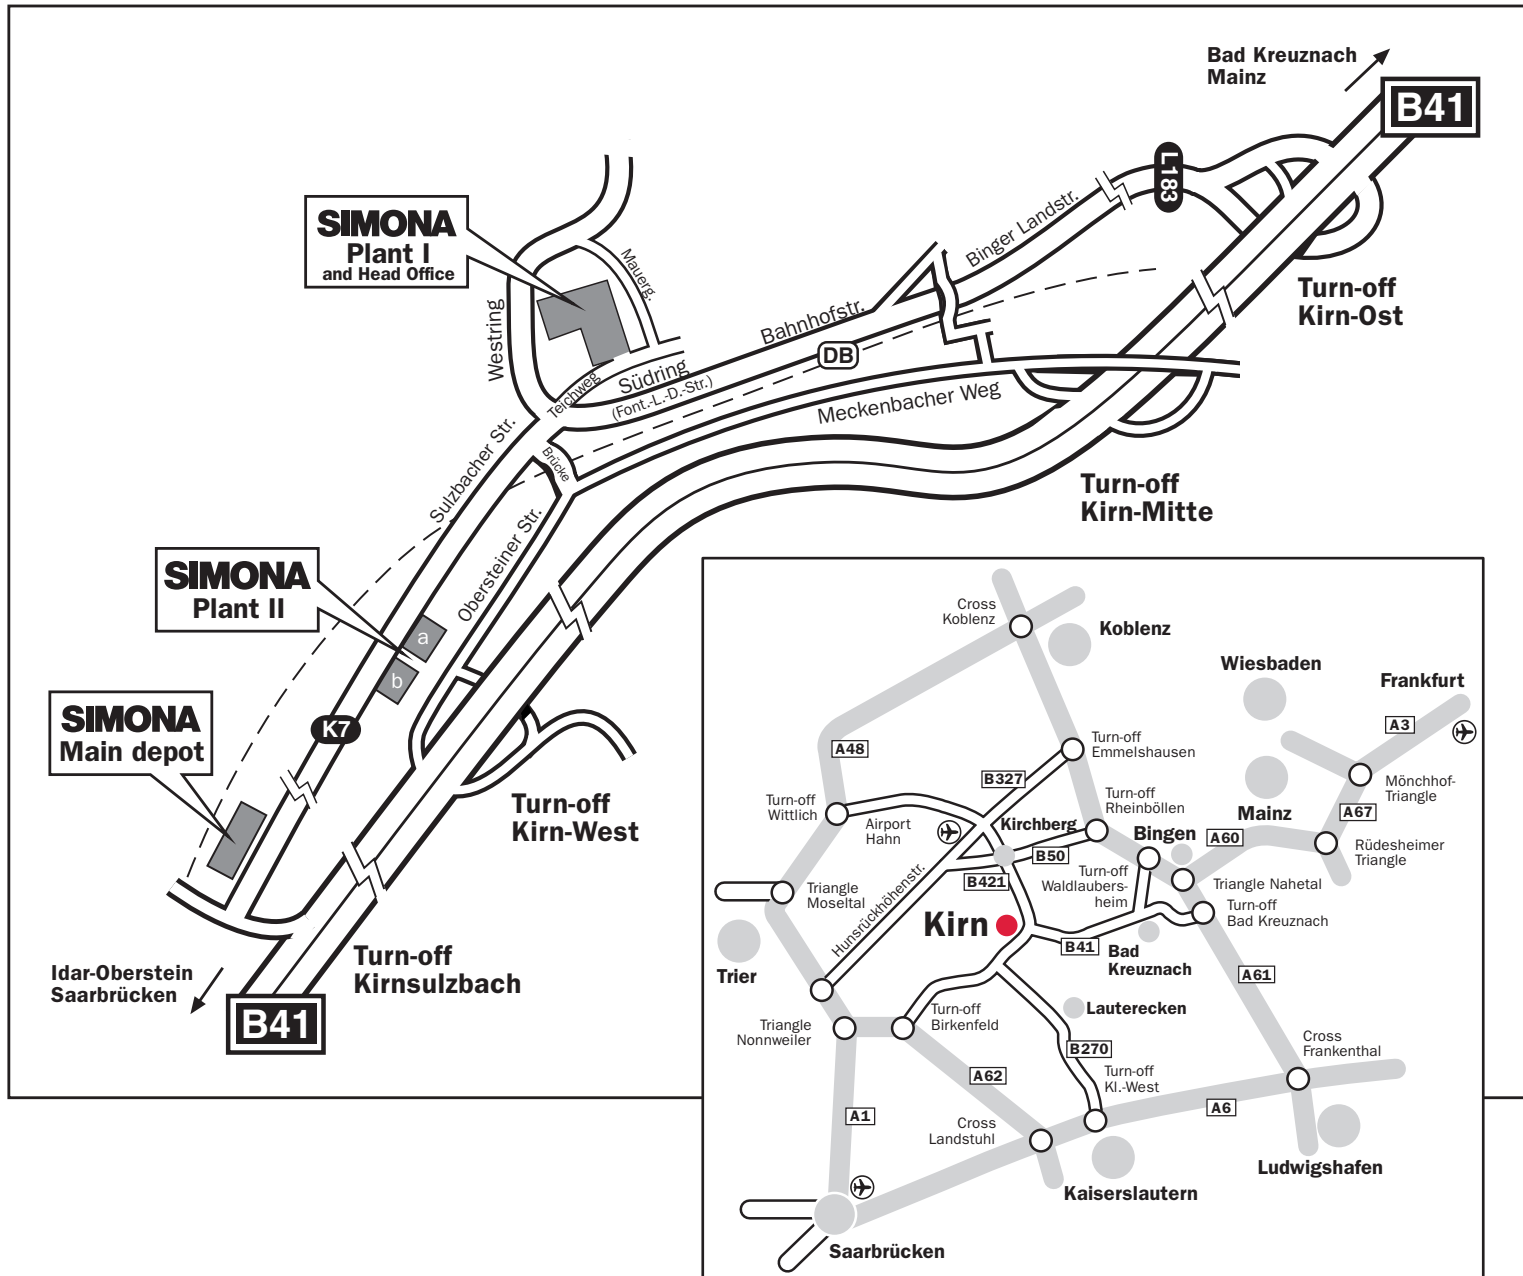 Bad Kreuznach
Mainz
B41
L183
Binger Landstr.
SIMONA
Plant I
and Head Office
Mauerg.
Westring
Bahnhofstr.
DB
Turn-off
Kirn-Ost
Teichweg
Südring
(Font.-L.-D.-Str.)
Meckenbacher Weg
Sulzbacher Str.
Brücke
Turn-off
Kirn-Mitte
Obersteiner Str.
SIMONA
Plant II
a
b
SIMONA
Main depot
K7
Turn-off
Kirn-West
Turn-off
Kirnsulzbach
Idar-Oberstein
Saarbrücken
B41
Cross
Koblenz
Koblenz
Wiesbaden
Frankfurt
A3
A48
Turn-off
Emmelshausen
B327
Mönchhof-
Triangle
Turn-off
Wittlich
Airport
Hahn
Turn-off
Rheinböllen
Kirchberg
Mainz
A67
Bingen
A60
Rüdesheimer
Triangle
B50
B421
Turn-off
Waldlaubers-
heim
Triangle Nahetal
Triangle
Moseltal
Hunsrückhöhenstr.
Turn-off
Bad Kreuznach
Kirn
B41
Bad
Kreuznach
Trier
A61
Lauterecken
Turn-off
Birkenfeld
Triangle
Nonnweiler
B270
Cross
Frankenthal
A62
Turn-off
Kl.-West
A1
A6
Cross
Landstuhl
Ludwigshafen
Kaiserslautern
Saarbrücken